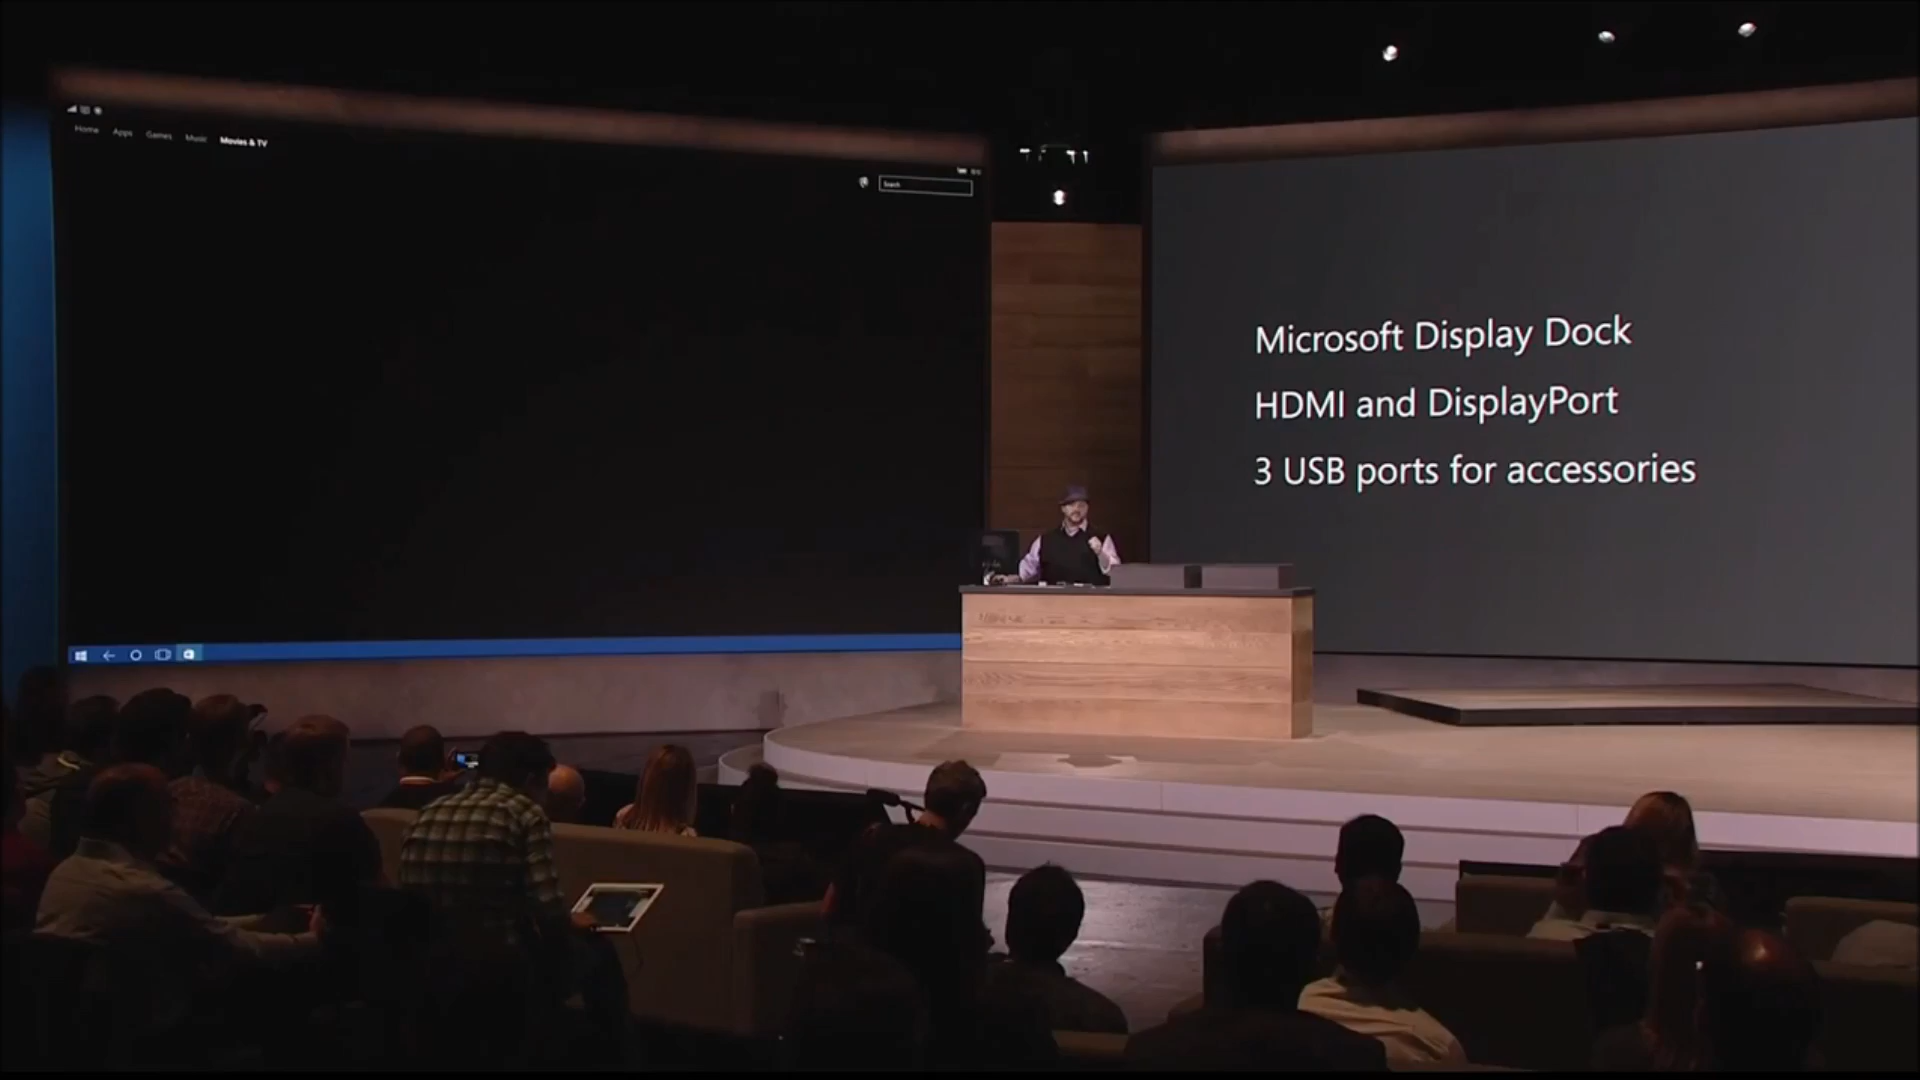 Home Apps Games Music Movies & TV
Search
Microsoft Display Dock
HDMI and DisplayPort
3 USB ports for accessories